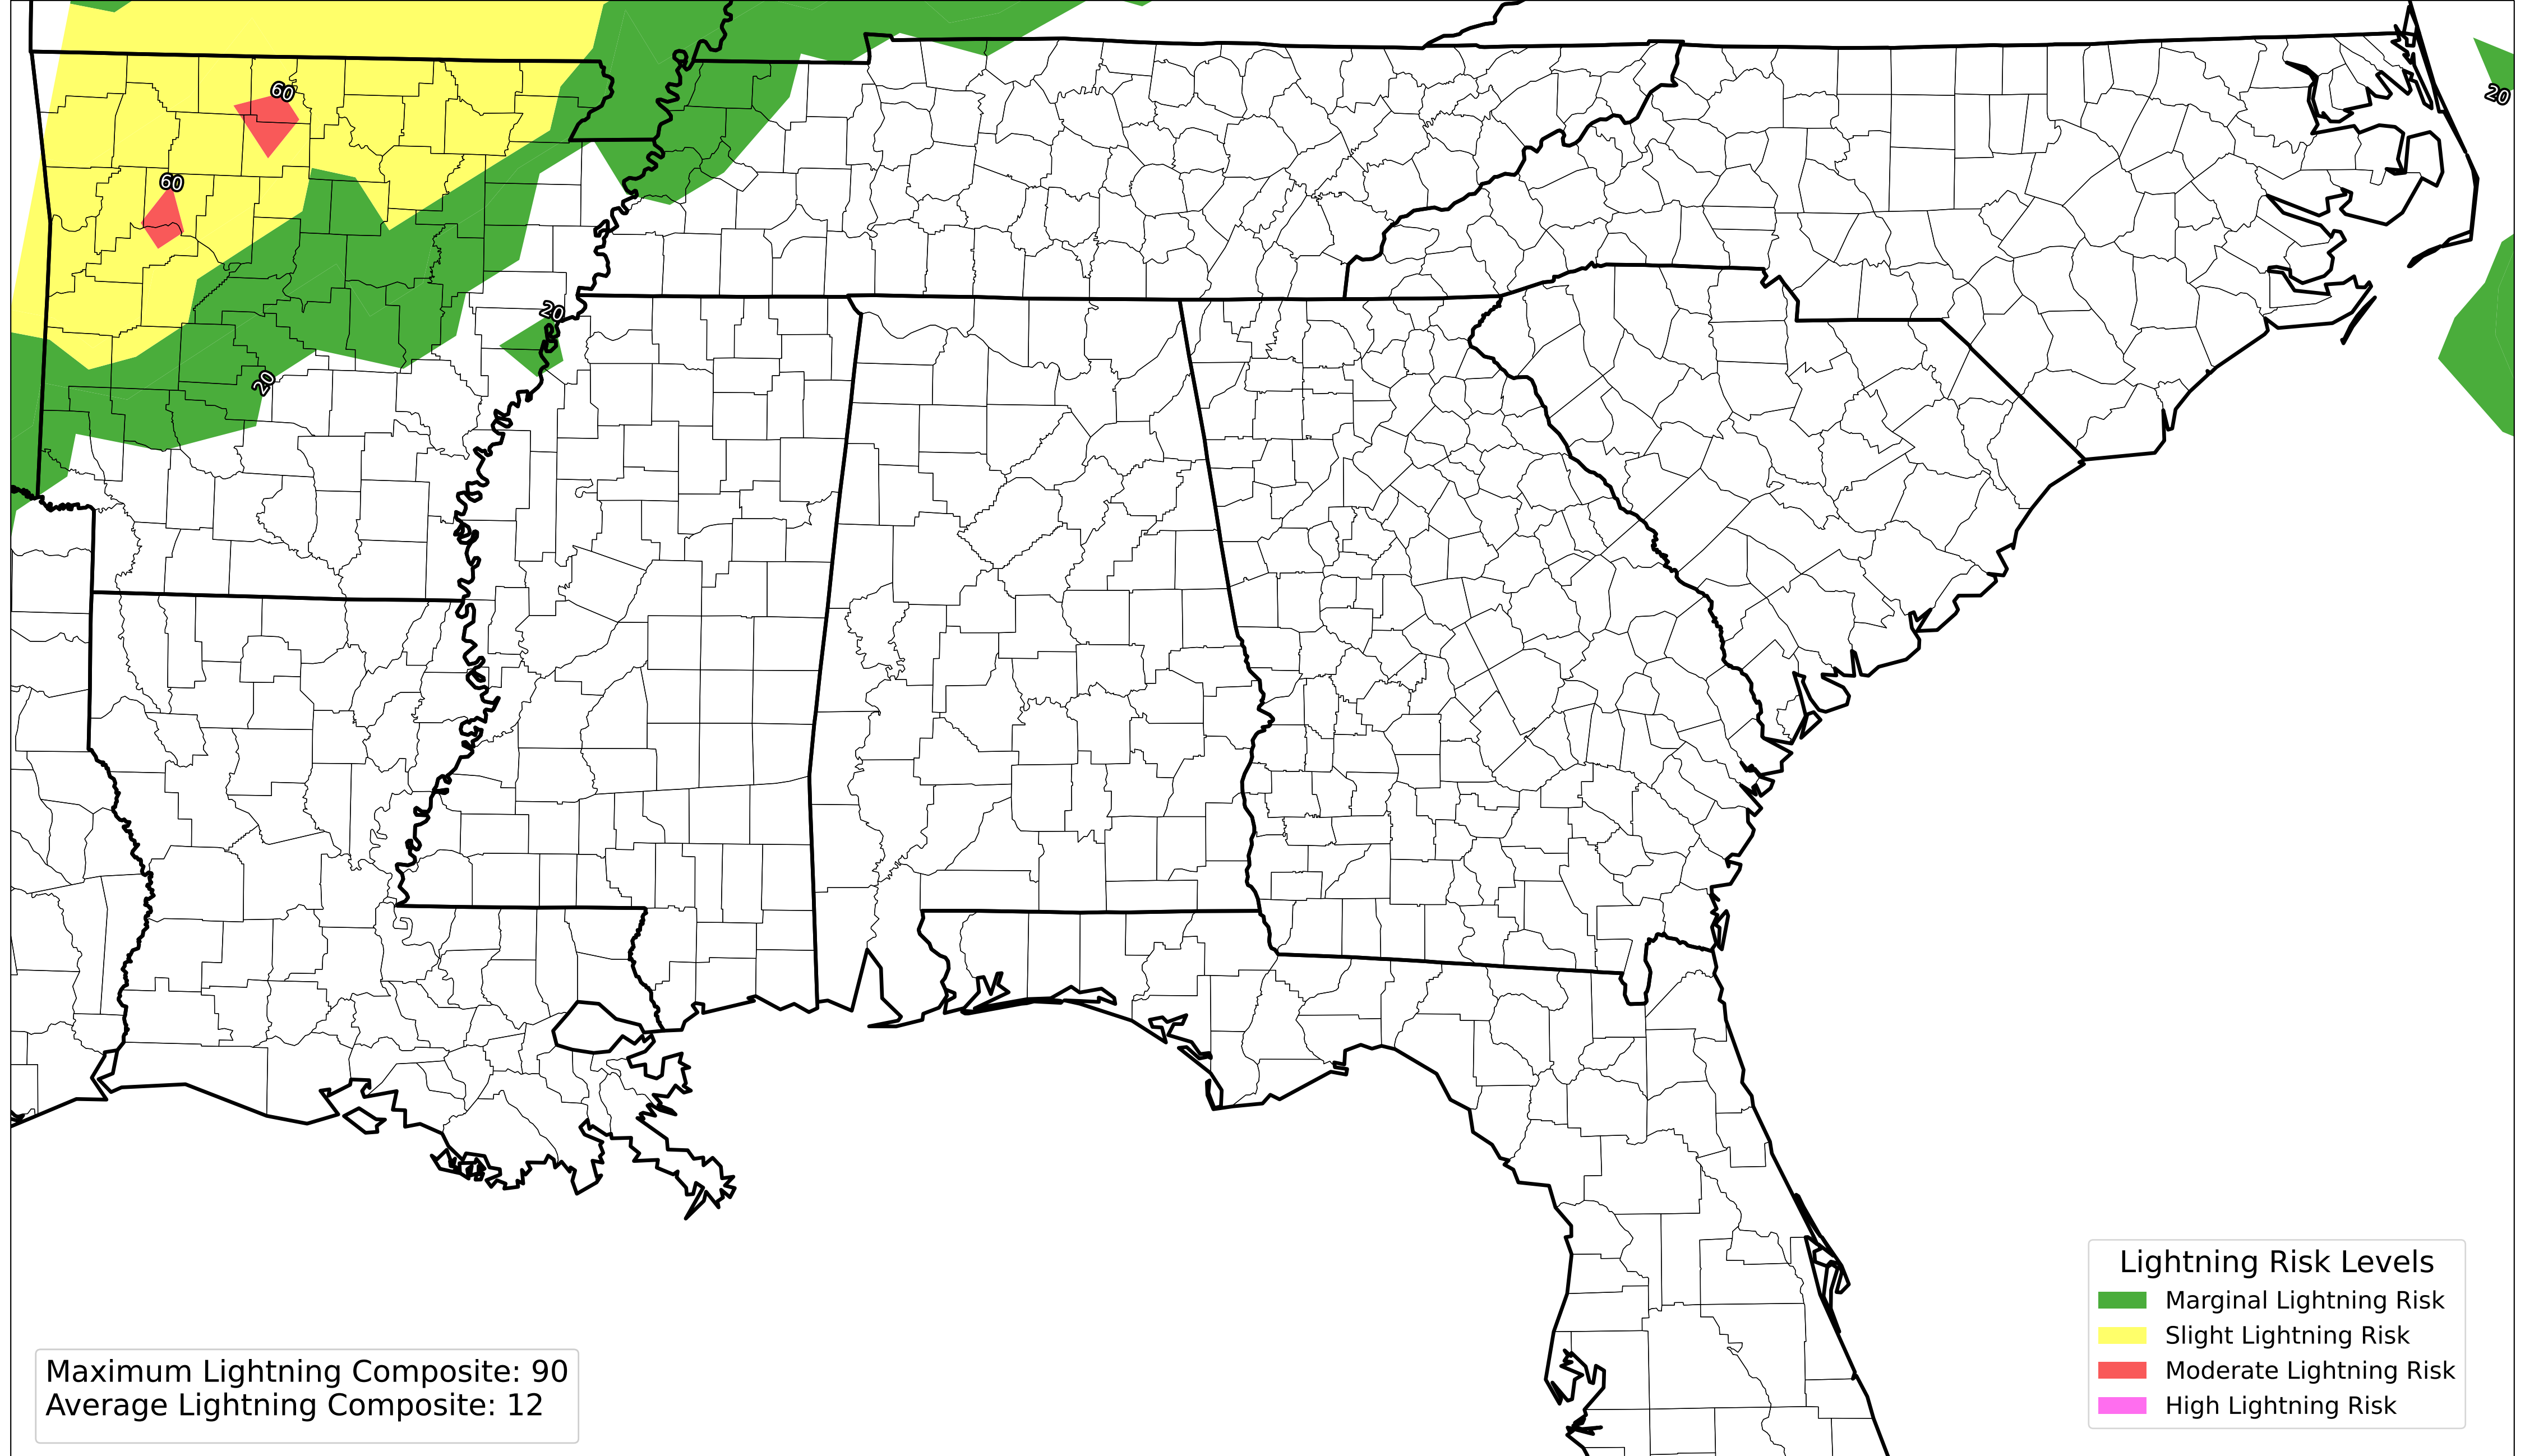 60
20
60
20
20
Lightning Risk Levels
Marginal Lightning Risk
Slight Lightning Risk
Moderate Lightning Risk
High Lightning Risk
Maximum Lightning Composite: 90
Average Lightning Composite: 12